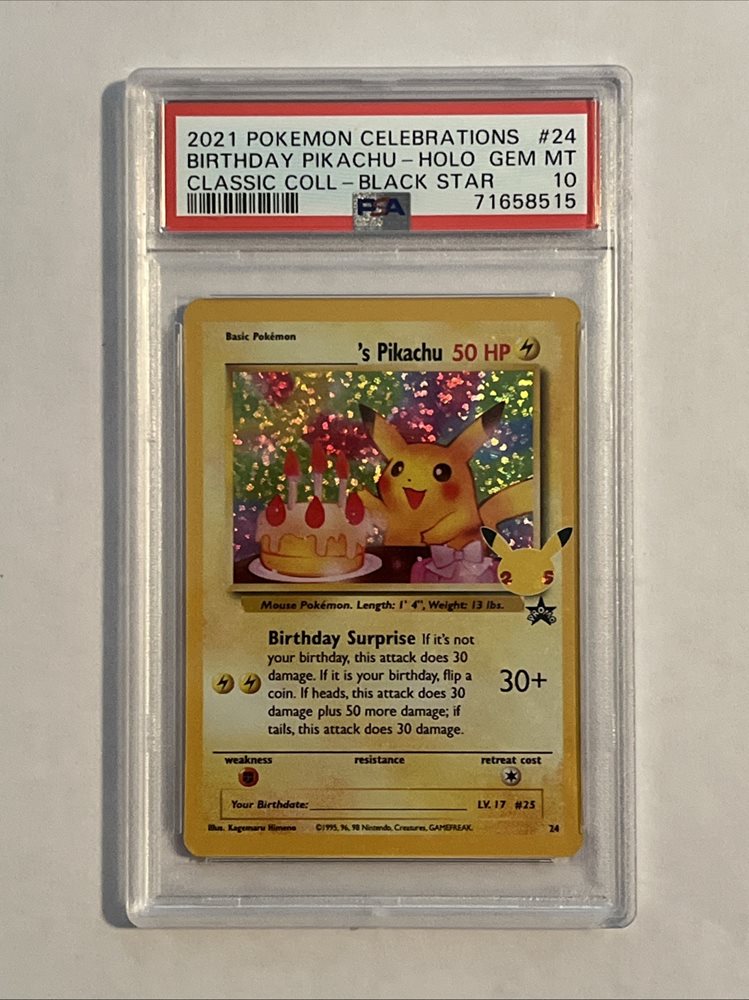 2021 POKEMON CELEBRATIONS #24
BIRTHDAY PIKACHU - HOLO GEM MT
CLASSIC COLL - BLACK STAR 10
PSA 71658515
Basic Pokémon
's Pikachu 50 HP
25
PROMO
Mouse Pokémon. Length: 1' 4", Weight: 13 lbs.
Birthday Surprise If it's not
your birthday, this attack does 30
damage. If it is your birthday, flip a
coin. If heads, this attack does 30
damage plus 50 more damage; if
tails, this attack does 30 damage.
30+
weakness resistance retreat cost
Your Birthdate: LV. 17 #25
Illus. Kagemaru Himeno ©1995, 96, 98 Nintendo, Creatures, GAMEFREAK. 24